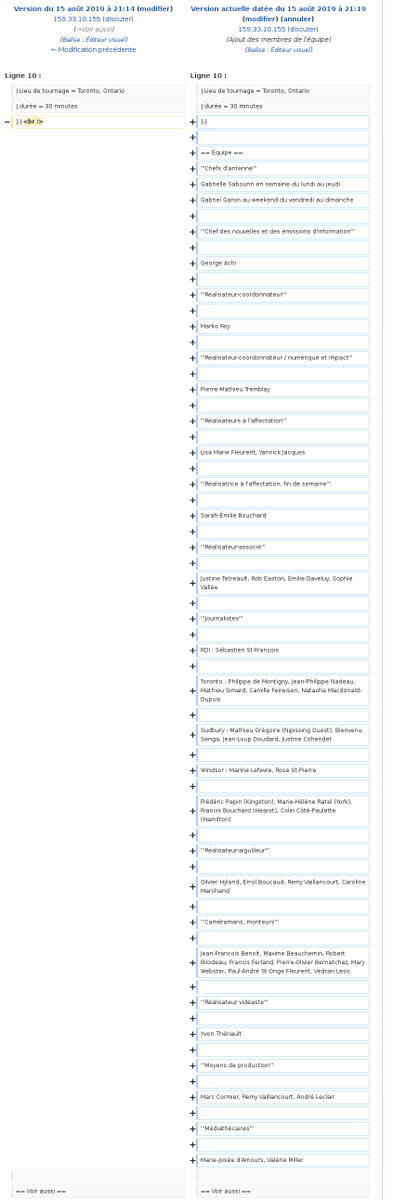 Version du 15 août 2019 à 21:14 (modifier)
159.33.10.155 (discuter)
(→Voir aussi)
(Balise : Éditeur visuel)
← Modification précédente
Version actuelle datée du 15 août 2019 à 21:19
(modifier) (annuler)
159.33.10.155 (discuter)
(Ajout des membres de l'équipe)
(Balise : Éditeur visuel)
Ligne 10 :
Ligne 10 :
|Lieu de tournage = Toronto, Ontario
|Lieu de tournage = Toronto, Ontario
|durée = 30 minutes
|durée = 30 minutes
− }}<br />
+ }}
+
+ == Équipe ==
+ '''Chefs d'antenne'''
+ Gabrielle Sabourin en semaine du lundi au jeudi
+ Gabriel Garon au weekend du vendredi au dimanche
+
+ '''Chef des nouvelles et des émissions d'information'''
+
+ George Achi
+
+ '''Réalisateur-coordonnateur'''
+
+ Marko Roy
+
+ '''Réalisateur-coordonnateur / numérique et impact'''
+
+ Pierre-Mathieu Tremblay
+
+ '''Réalisateurs à l'affectation'''
+
+ Lisa Marie Fleurent, Yannick Jacques
+
+ '''Réalisatrice à l'affectation, fin de semaine'''
+
+ Sarah-Émilie Bouchard
+
+ '''Réalisateur-associé'''
+
+ Justine Tetreault, Rob Easton, Émilie Daveluy, Sophie
Vallée
+
+ '''Journalistes'''
+
+ RDI : Sébastien St-François
+
+ Toronto : Philippe de Montigny, Jean-Philippe Nadeau,
Mathieu Simard, Camille Feireisen, Natasha Macdonald-
Dupuis
+
+ Sudbury : Mathieu Grégoire (Nipissing Ouest), Bienvenu
Senga, Jean-Loup Doudard, Justine Cohendet
+
+ Windsor : Marine Lefevre, Rose St-Pierre
+
+ Frédéric Pepin (Kingston), Marie-Hélène Ratel (York),
Francis Bouchard (Hearst), Colin Côté-Paulette
(Hamilton)
+
+ '''Réalisateur-aiguilleur'''
+
+ Olivier Hyland, Errol Boucaud, Remy Vaillancourt, Caroline
Marchand
+
+ '''Caméramans, monteurs'''
+
+ Jean-Francois Benoit, Maxime Beauchemin, Robert
Bilodeau, Francis Ferland, Pierre-Olivier Bernatchez, Mary
Webster, Paul-André St-Onge Fleurent, Vedran Lesic
+
+ '''Réalisateur vidéaste'''
+
+ Yvon Thériault
+
+ '''Moyens de production'''
+
+ Marc Cormier, Remy Vaillancourt, André Leclair
+
+ '''Médiathécaires'''
+
+ Marie-Josée d'Amours, Valérie Miller
== Voir aussi ==
== Voir aussi ==